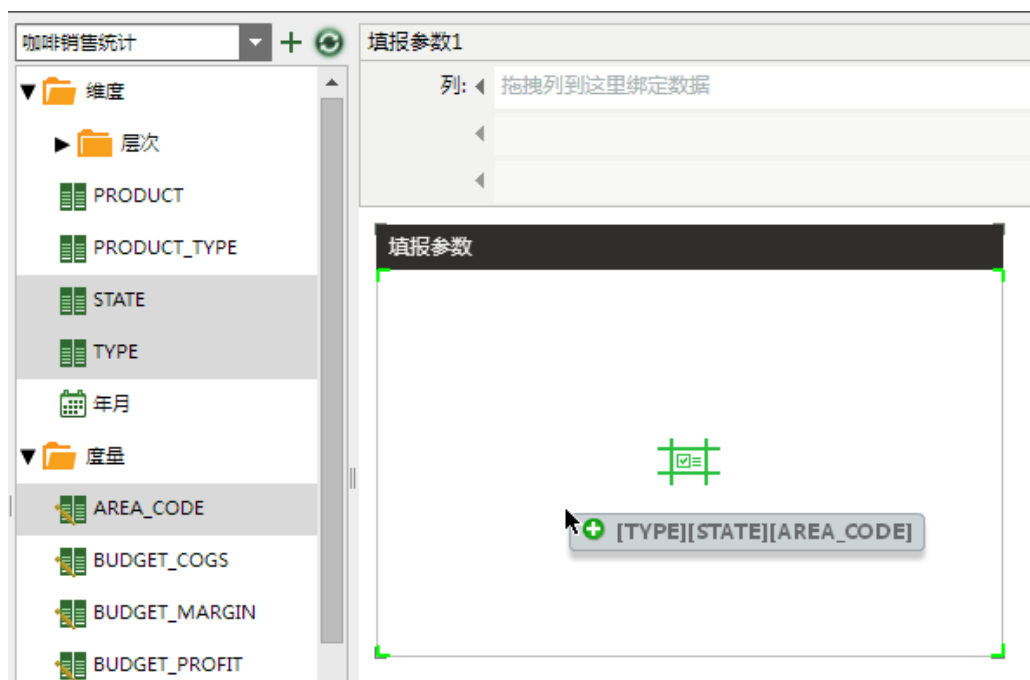 咖啡销售统计
维度
层次
PRODUCT
PRODUCT_TYPE
STATE
TYPE
年月
度量
AREA_CODE
BUDGET_COGS
BUDGET_MARGIN
BUDGET_PROFIT
填报参数1
列:
拖拽列到这里绑定数据
填报参数
[TYPE][STATE][AREA_CODE]